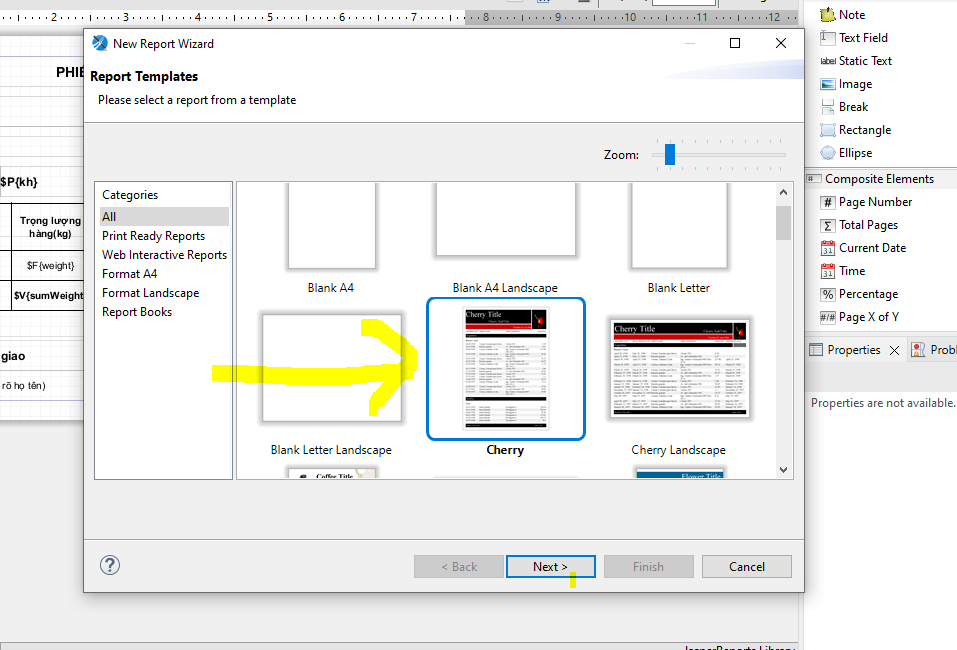 2 3 4 5 6 7 8 9 10 11 12
New Report Wizard
Report Templates
Please select a report from a template
Zoom:
Categories
All
Print Ready Reports
Web Interactive Reports
Format A4
Format Landscape
Report Books
Blank A4
Blank A4 Landscape
Blank Letter
Cherry Title
Cherry Title
Blank Letter Landscape
Cherry
Cherry Landscape
Coffee Title
Flower Title
?
< Back
Next >
Finish
Cancel
$P{kh}
Trọng lượng
hàng(kg)
$F{weight}
$V{sumWeight
giao
rõ họ tên)
Note
Text Field
label Static Text
Image
Break
Rectangle
Ellipse
Composite Elements
# Page Number
Σ Total Pages
31 Current Date
31 Time
% Percentage
#/# Page X of Y
Properties
Properties are not available.